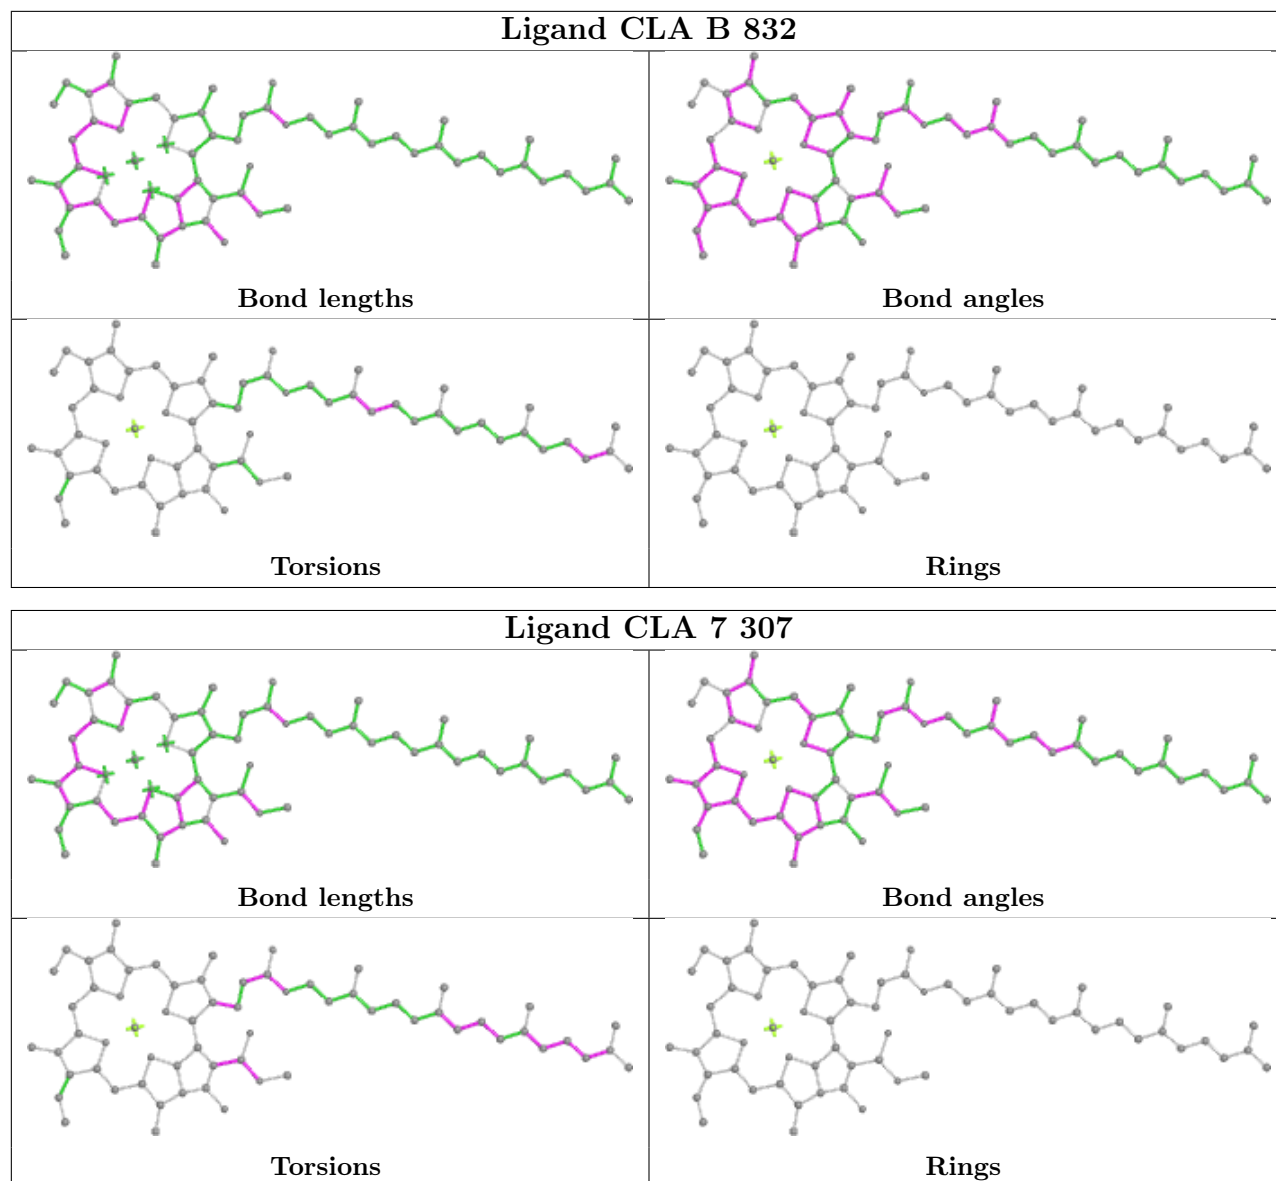 Ligand CLA B 832
Bond lengths
Bond angles
Torsions
Rings
Ligand CLA 7 307
Bond lengths
Bond angles
Torsions
Rings